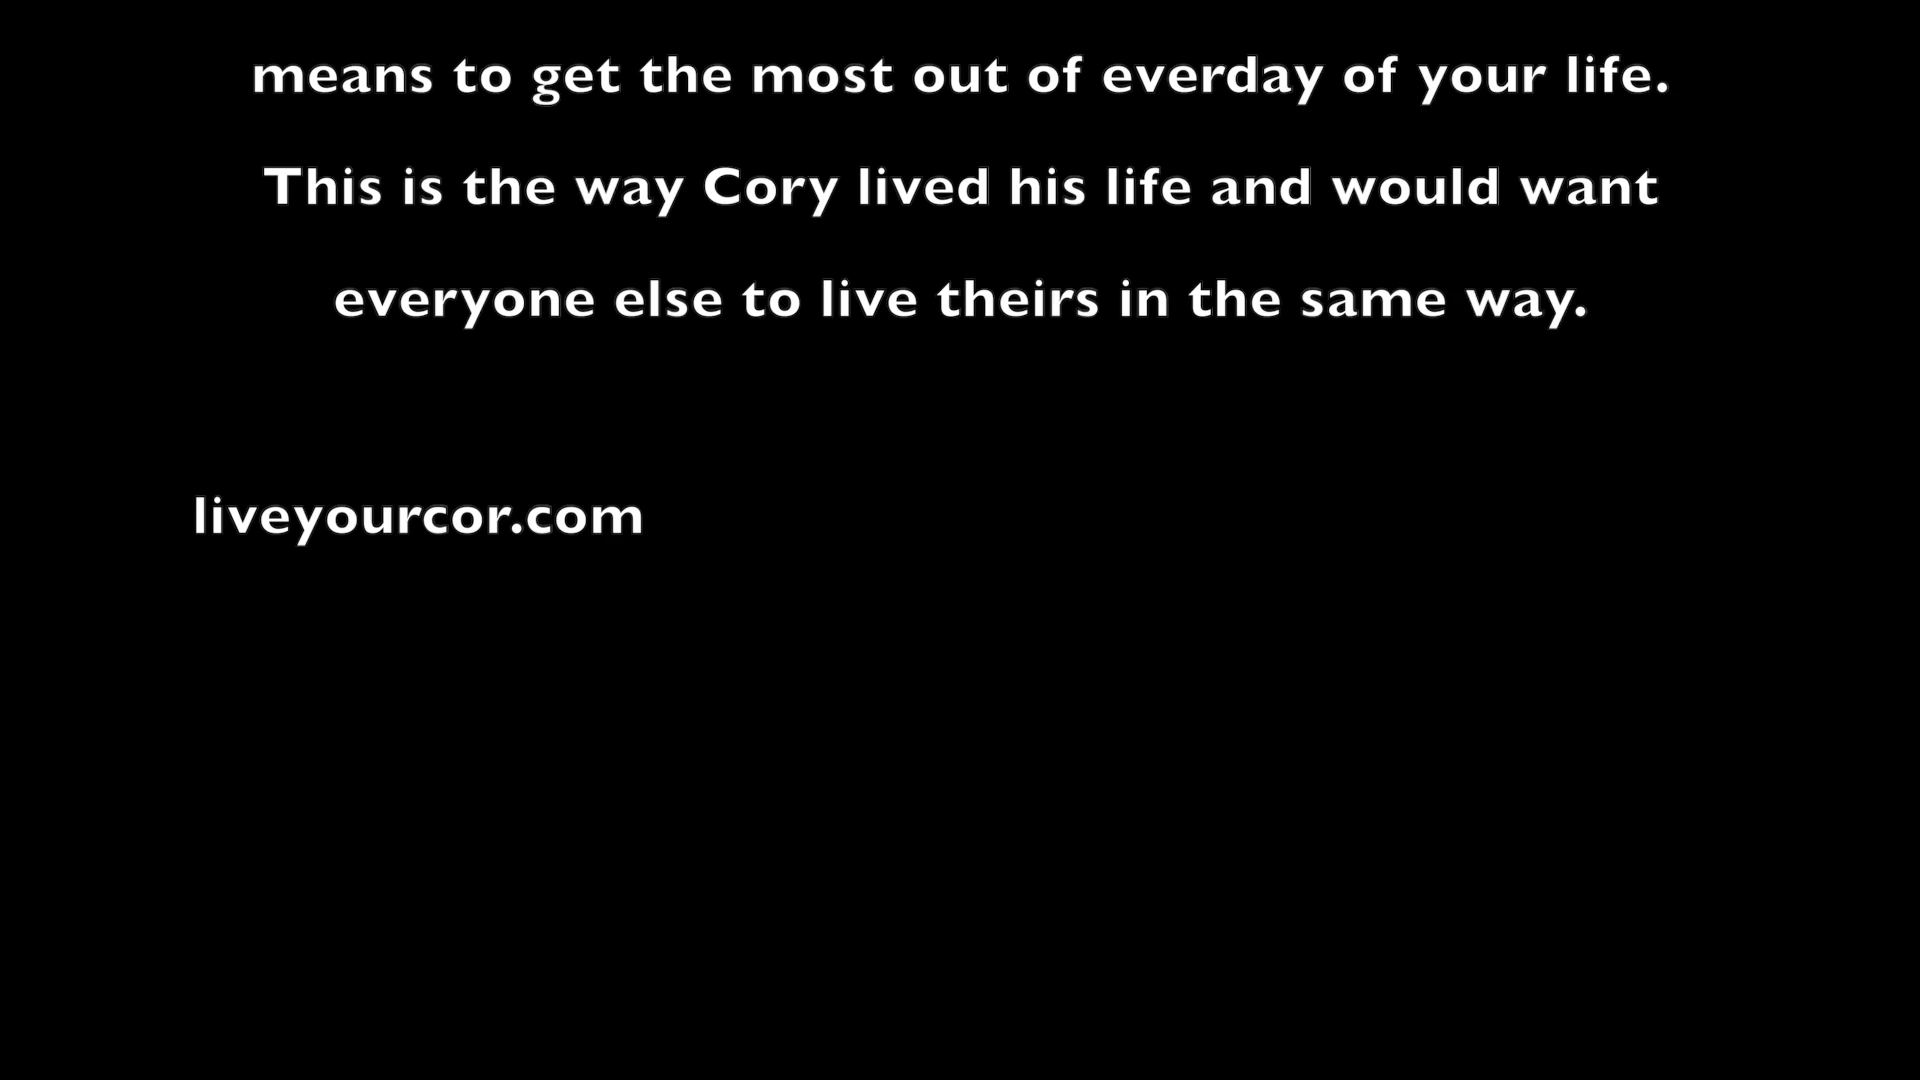 means to get the most out of everday of your life.
This is the way Cory lived his life and would want
everyone else to live theirs in the same way.
liveyourcor.com